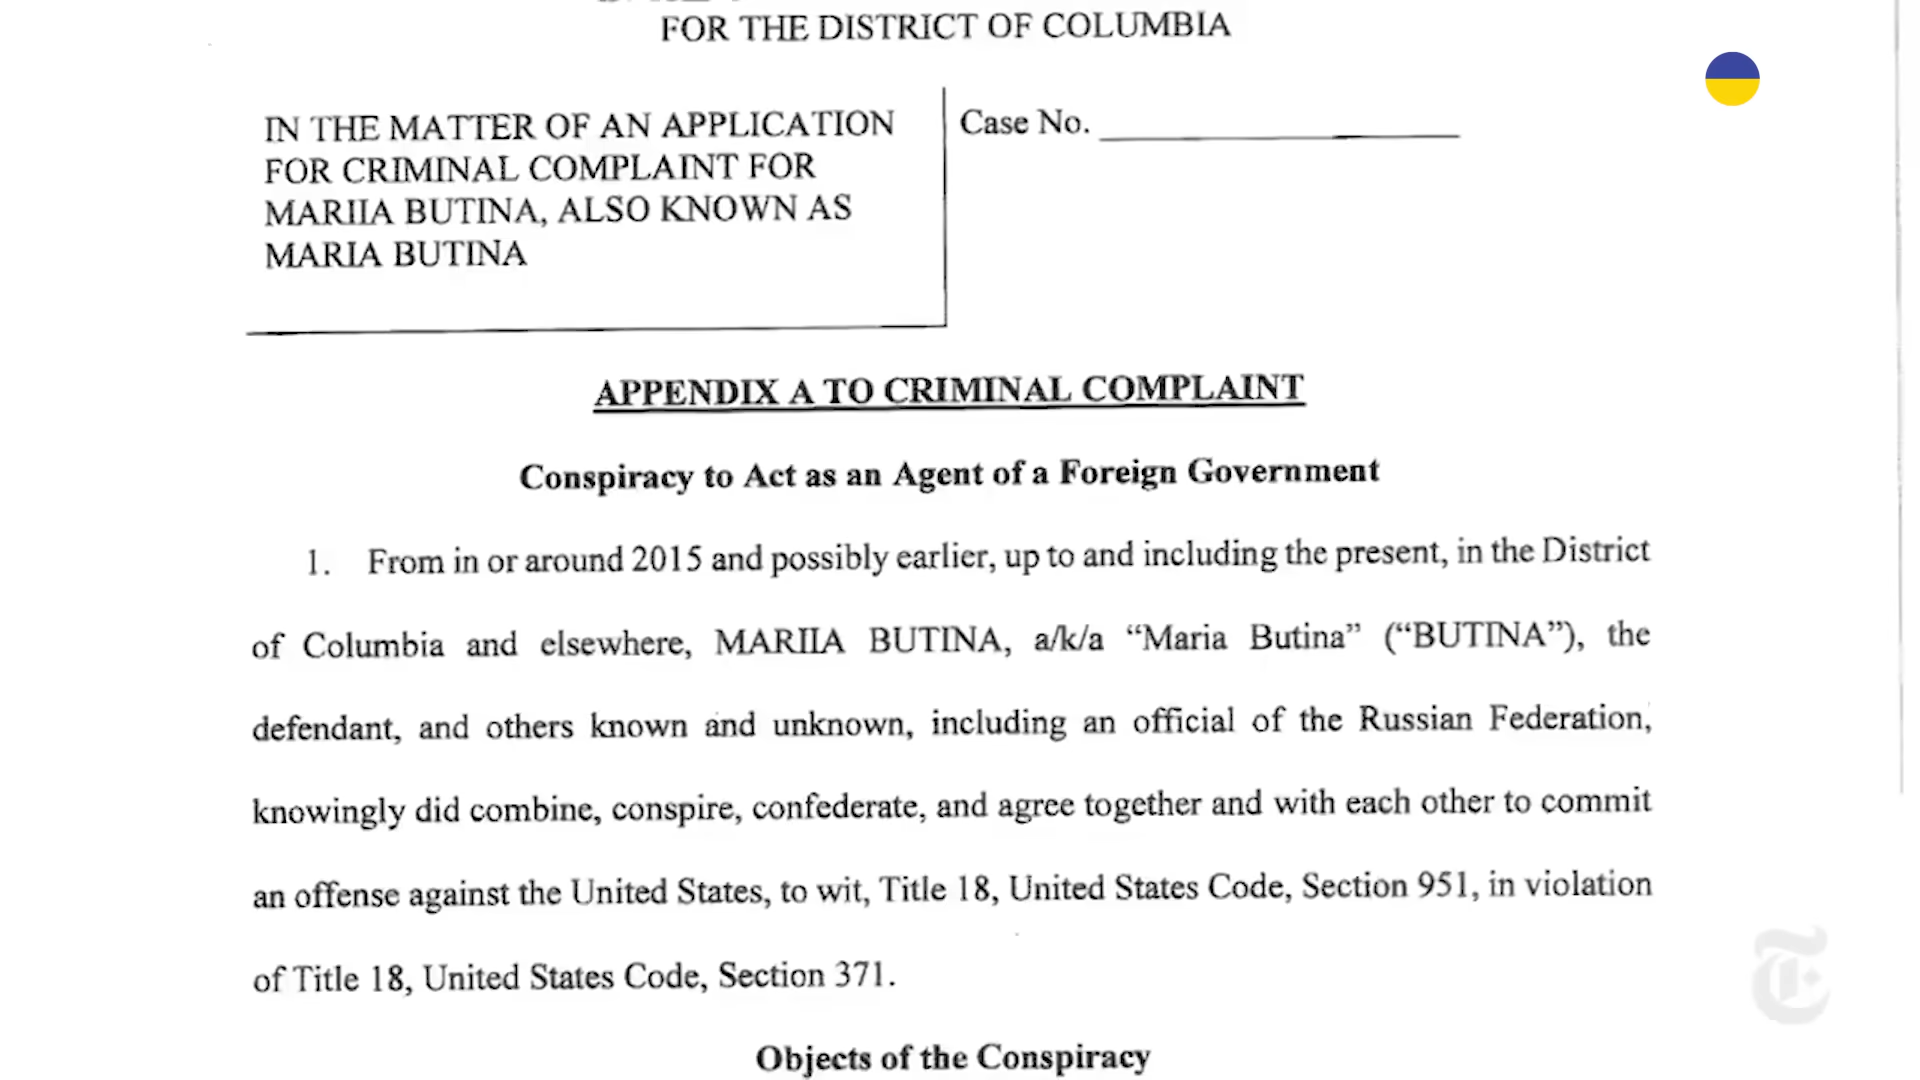 FOR THE DISTRICT OF COLUMBIA
IN THE MATTER OF AN APPLICATION
FOR CRIMINAL COMPLAINT FOR
MARIIA BUTINA, ALSO KNOWN AS
MARIA BUTINA
Case No.
APPENDIX A TO CRIMINAL COMPLAINT
Conspiracy to Act as an Agent of a Foreign Government
1. From in or around 2015 and possibly earlier, up to and including the present, in the District
of Columbia and elsewhere, MARIIA BUTINA, a/k/a “Maria Butina” (“BUTINA”), the
defendant, and others known and unknown, including an official of the Russian Federation,
knowingly did combine, conspire, confederate, and agree together and with each other to commit
an offense against the United States, to wit, Title 18, United States Code, Section 951, in violation
of Title 18, United States Code, Section 371.
Objects of the Conspiracy
T